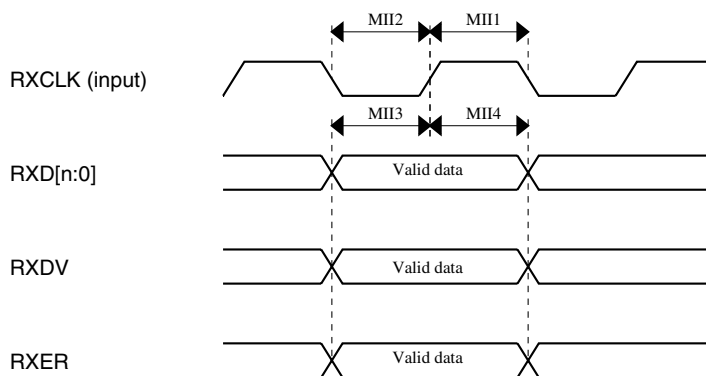 MII2 MII1
RXCLK (input)
MII3 MII4
RXD[n:0] Valid data
RXDV Valid data
RXER Valid data